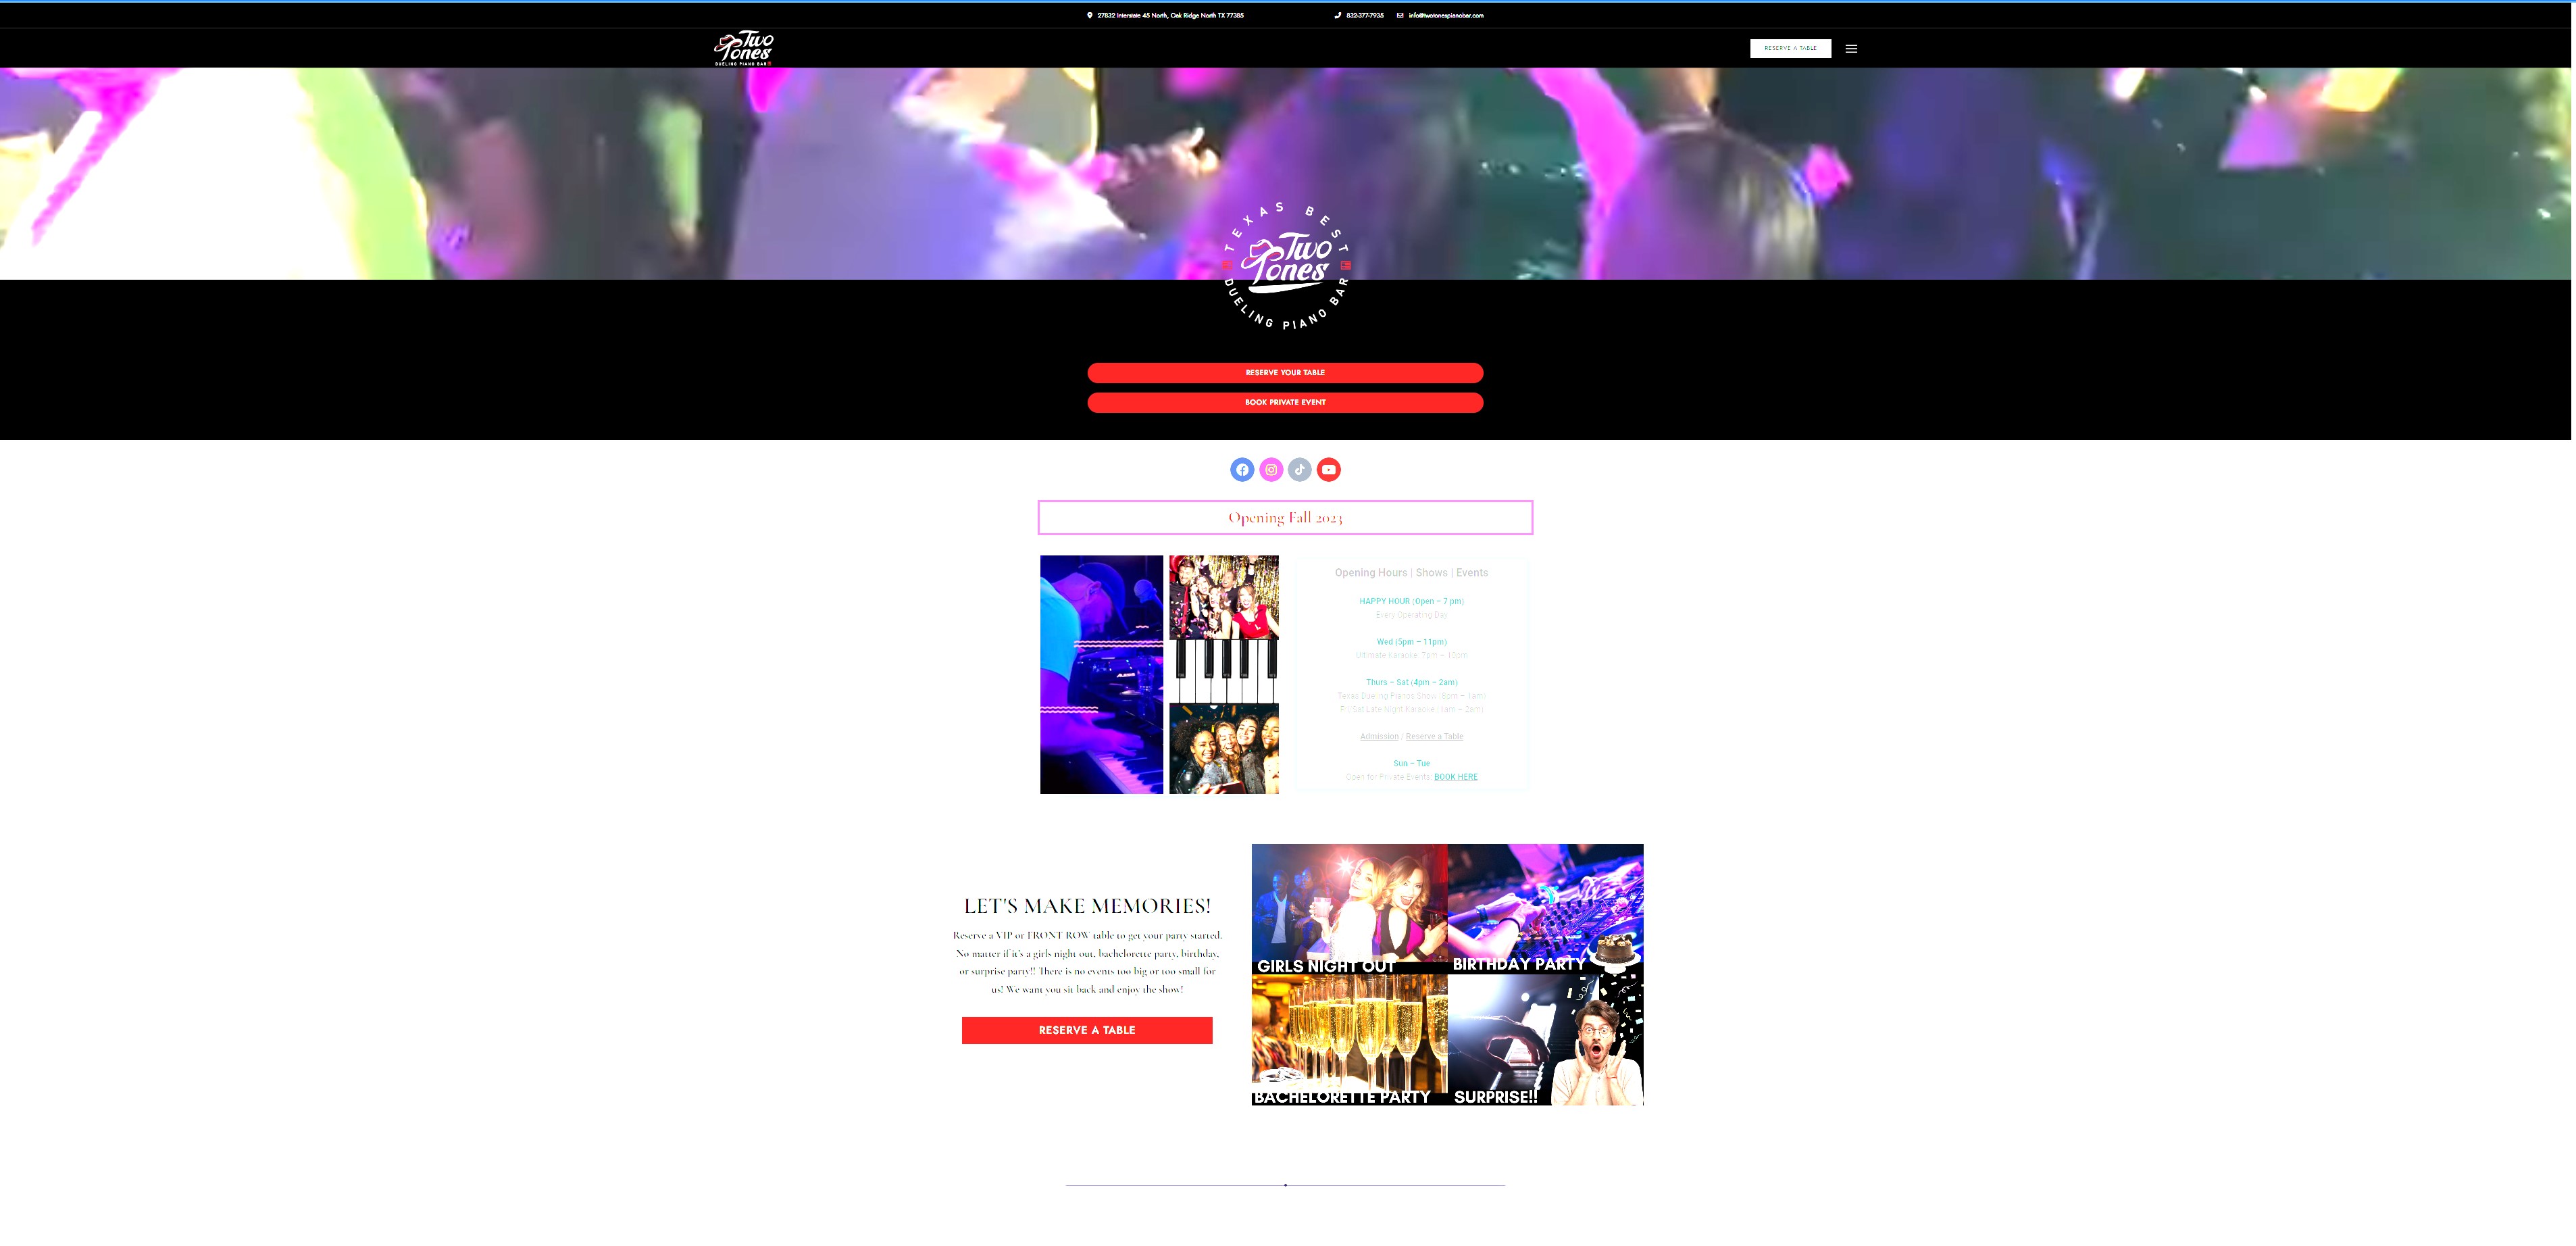 27832 Interstate 45 North, Oak Ridge North TX 77385
832-377-7935
info@twotonespianobar.com
Two Tones
DUELING PIANO BAR
RESERVE A TABLE
TEXAS BEST
Two Tones
DUELING PIANO BAR
RESERVE YOUR TABLE
BOOK PRIVATE EVENT
Opening Fall 2023
Opening Hours | Shows | Events
HAPPY HOUR (Open – 7 pm)
Every Operating Day
Wed (5pm – 11pm)
Ultimate Karaoke: 7pm – 10pm
Thurs – Sat (4pm – 2am)
Texas Dueling Pianos Show
Fri/Sat Late Night Karaoke (1am – 2am)
Admission / Reserve a Table
Sun – Tue
Open for Private Events: BOOK HERE
LET'S MAKE MEMORIES!
Reserve a VIP or FRONT ROW table to get your party started.
No matter if it's a girls night out, bachelorette party, birthday,
or surprise party!! There is no events too big or too small for
us! We want you sit back and enjoy the show!
RESERVE A TABLE
GIRLS NIGHT OUT
BIRTHDAY PARTY
BACHELORETTE PARTY
SURPRISE!!